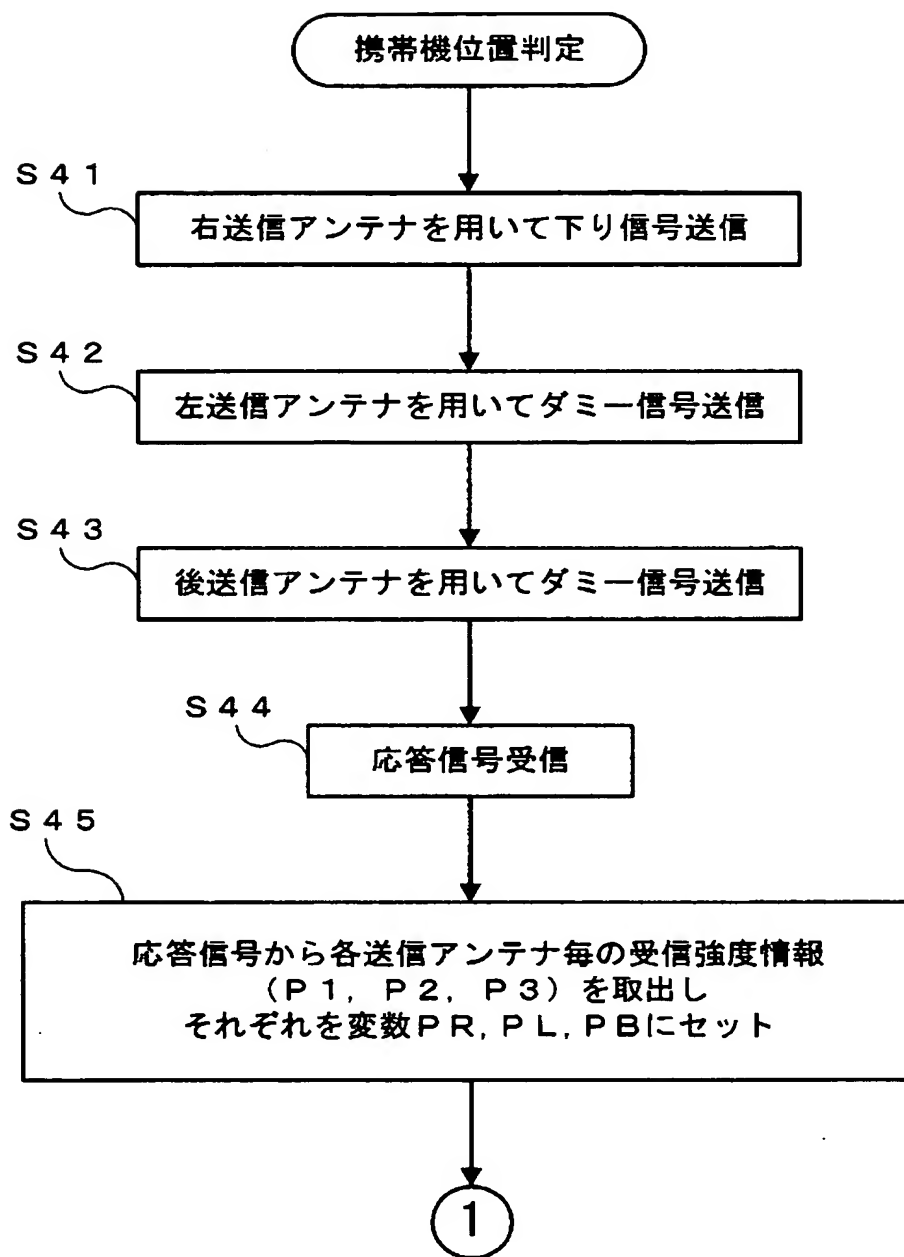 携帯機位置判定
S41
右送信アンテナを用いて下り信号送信
S42
左送信アンテナを用いてダミー信号送信
S43
後送信アンテナを用いてダミー信号送信
S44
応答信号受信
S45
応答信号から各送信アンテナ毎の受信強度情報
（P1, P2, P3）を取出し
それぞれを変数PR, PL, PBにセット
1